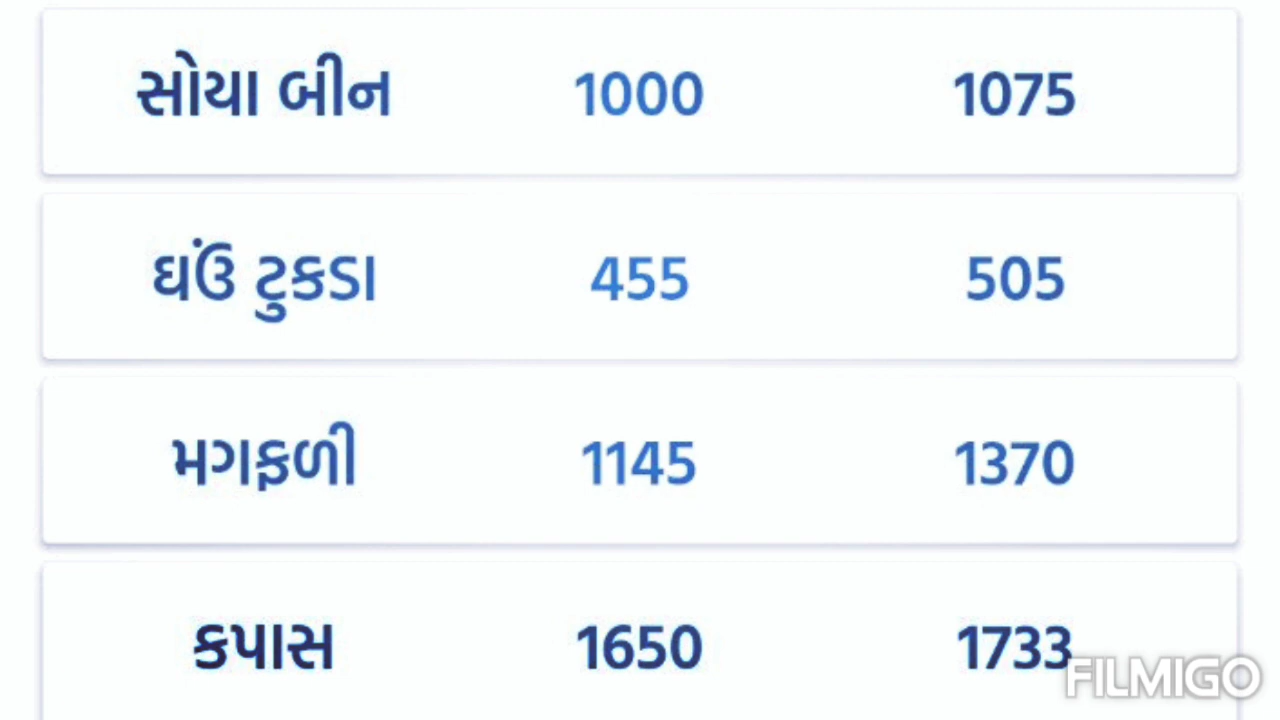 સોયા બીન 1000 1075
ઘઉં ટુકડા 455 505
મગફળી 1145 1370
કપાસ 1650 1733
FILMIGO